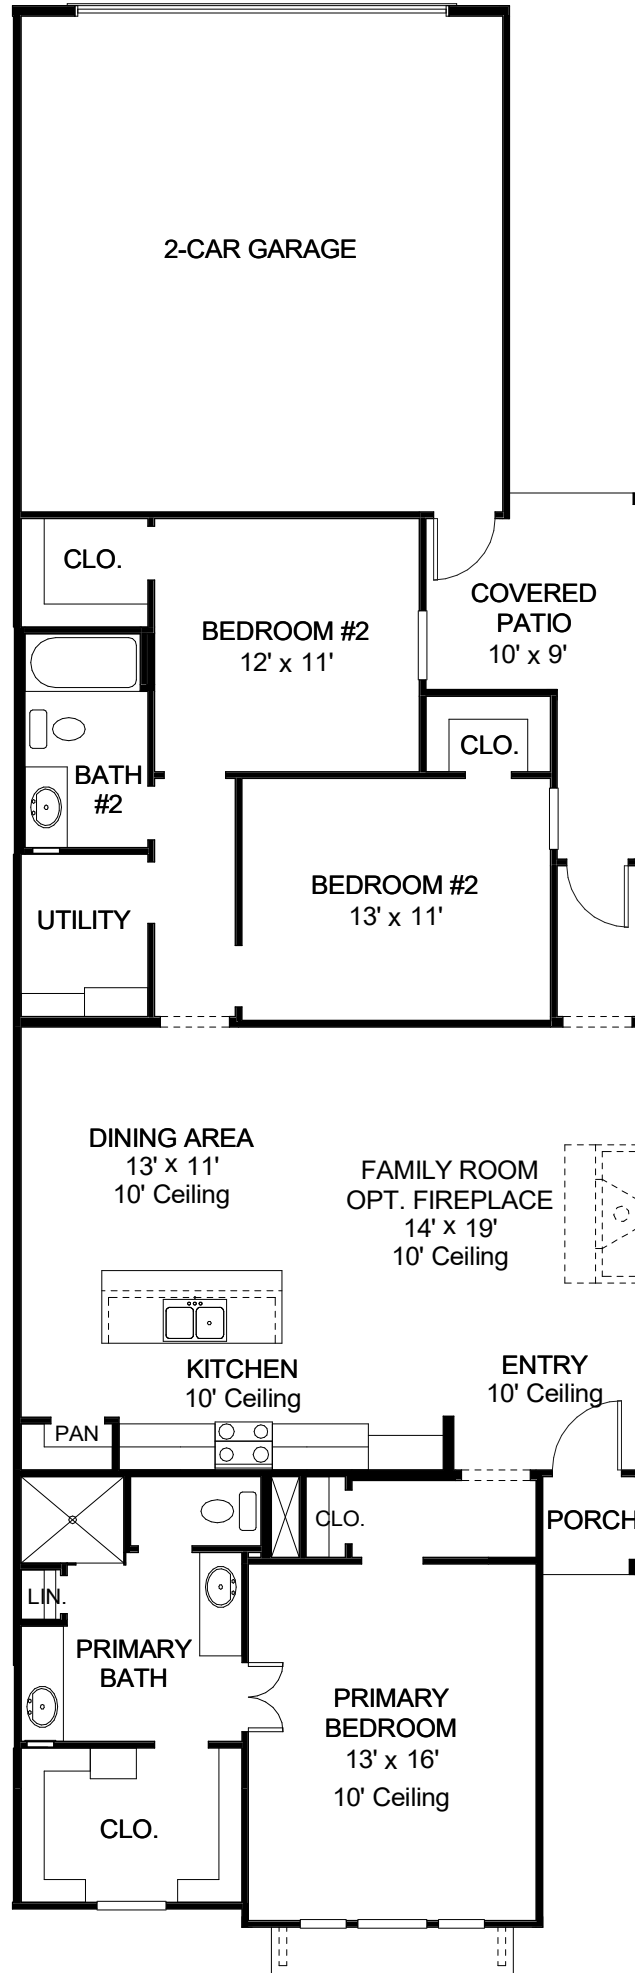 2-CAR GARAGE
CLO.
BEDROOM #2
12' x 11'
COVERED
PATIO
10' x 9'
CLO.
BATH
#2
BEDROOM #2
13' x 11'
UTILITY
DINING AREA
13' x 11'
10' Ceiling
FAMILY ROOM
OPT. FIREPLACE
14' x 19'
10' Ceiling
KITCHEN
10' Ceiling
ENTRY
10' Ceiling
PAN
CLO.
PORCH
LIN.
PRIMARY
BATH
PRIMARY
BEDROOM
13' x 16'
10' Ceiling
CLO.